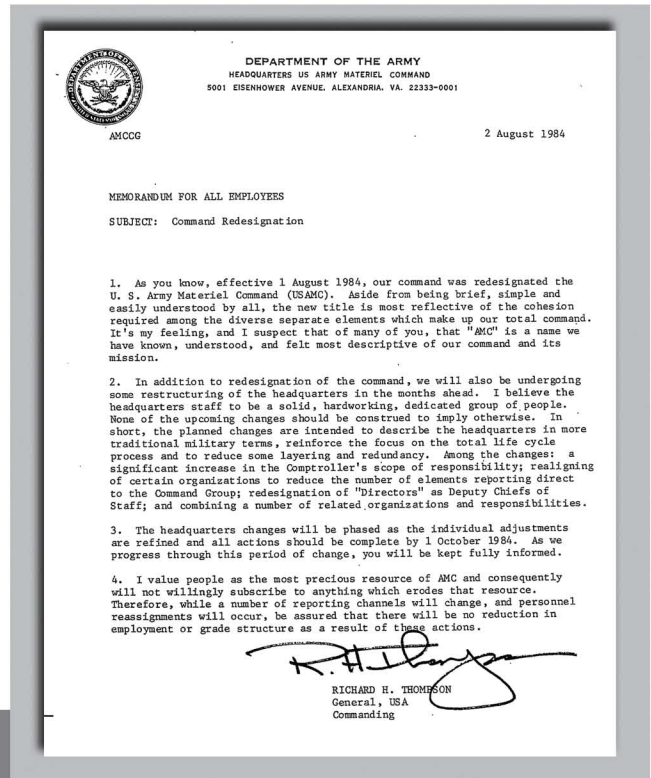 DEPARTMENT OF THE ARMY
HEADQUARTERS US ARMY MATERIEL COMMAND
5001 EISENHOWER AVENUE, ALEXANDRIA, VA. 22333-0001
AMCCG
2 August 1984
MEMORANDUM FOR ALL EMPLOYEES
SUBJECT: Command Redesignation
1. As you know, effective 1 August 1984, our command was redesignated the
U. S. Army Materiel Command (USAMC). Aside from being brief, simple and
easily understood by all, the new title is most reflective of the cohesion
required among the diverse separate elements which make up our total command.
It's my feeling, and I suspect that of many of you, that "AMC" is a name we
have known, understood, and felt most descriptive of our command and its
mission.
2. In addition to redesignation of the command, we will also be undergoing
some restructuring of the headquarters in the months ahead. I believe the
headquarters staff to be a solid, hardworking, dedicated group of people.
None of the upcoming changes should be construed to imply otherwise. In
short, the planned changes are intended to describe the headquarters in more
traditional military terms, reinforce the focus on the total life cycle
process and to reduce some layering and redundancy. Among the changes: a
significant increase in the Comptroller's scope of responsibility; realigning
of certain organizations to reduce the number of elements reporting direct
to the Command Group; redesignation of "Directors" as Deputy Chiefs of
Staff; and combining a number of related organizations and responsibilities.
3. The headquarters changes will be phased as the individual adjustments
are refined and all actions should be complete by 1 October 1984. As we
progress through this period of change, you will be kept fully informed.
4. I value people as the most precious resource of AMC and consequently
will not willingly subscribe to anything which erodes that resource.
Therefore, while a number of reporting channels will change, and personnel
reassignments will occur, be assured that there will be no reduction in
employment or grade structure as a result of these actions.
R. H. Thompson
RICHARD H. THOMPSON
General, USA
Commanding